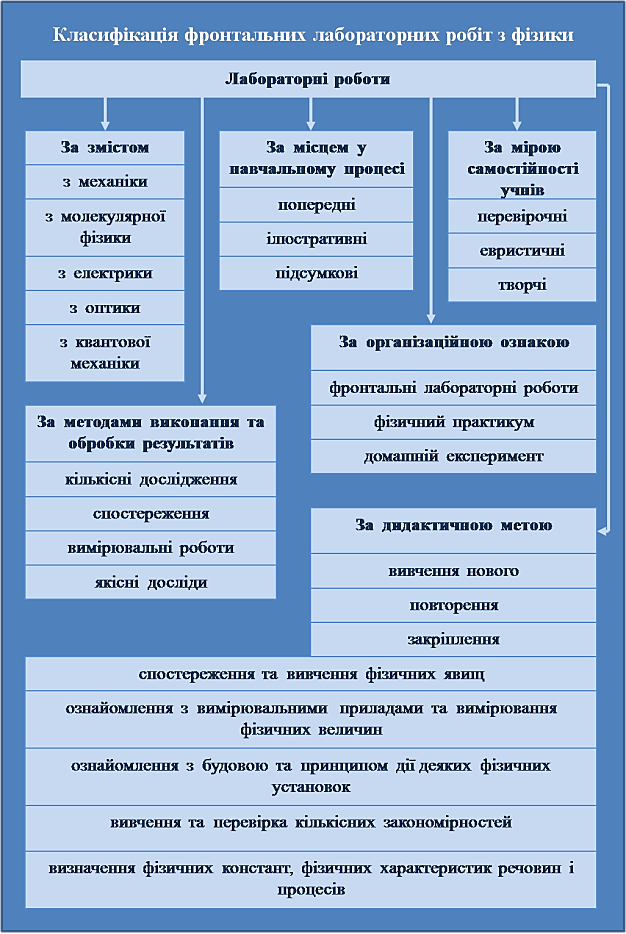 Класифікація фронтальних лабораторних робіт з фізики
Лабораторні роботи
За змістом
з механіки
з молекулярної
фізики
з електрики
з оптики
з квантової
механіки
За місцем у
навчальному процесі
попередні
ілюстративні
підсумкові
За мірою
самостійності
учнів
перевірочні
евристичні
творчі
За організаційною ознакою
фронтальні лабораторні роботи
фізичний практикум
домашній експеримент
За методами виконання та
обробки результатів
кількісні дослідження
спостереження
вимірювальні роботи
якісні досліди
За дидактичною метою
вивчення нового
повторення
закріплення
спостереження та вивчення фізичних явищ
ознайомлення з вимірювальними приладами та вимірювання
фізичних величин
ознайомлення з будовою та принципом дії деяких фізичних
установок
вивчення та перевірка кількісних закономірностей
визначення фізичних констант, фізичних характеристик речовин і
процесів